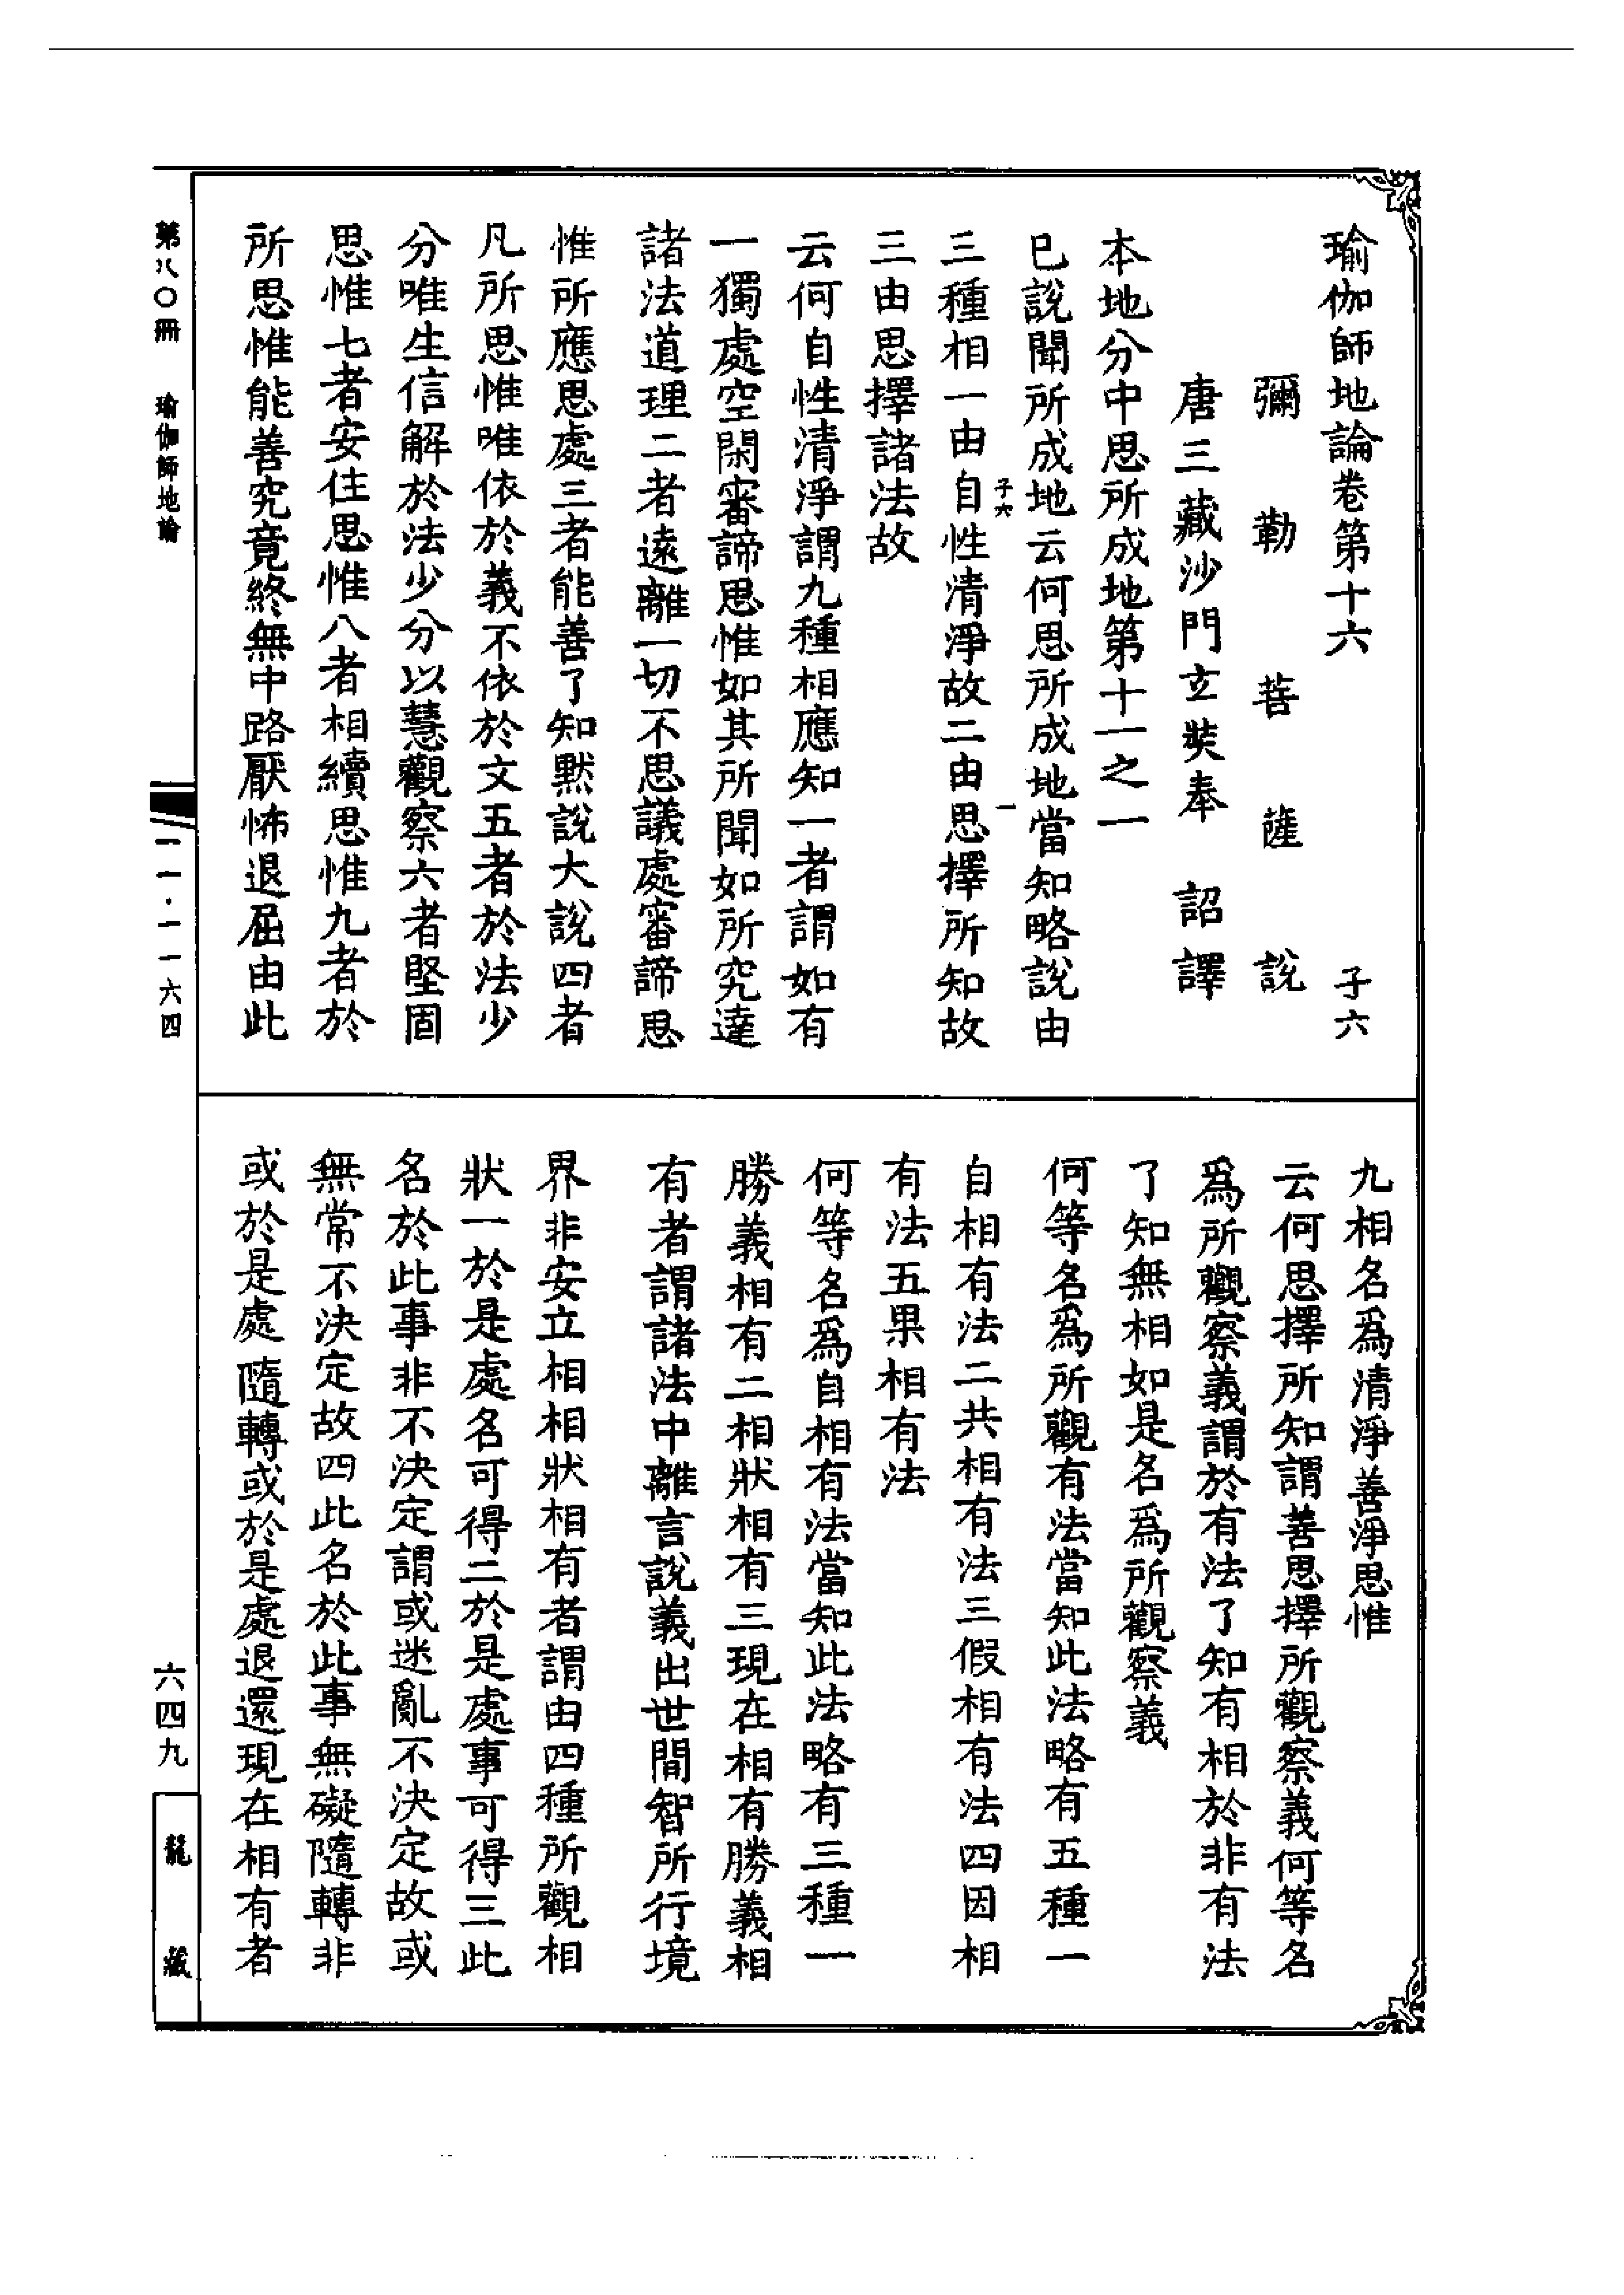 瑜伽師地論卷第十六　子六
彌勒菩薩說
唐三藏沙門玄奘奉　詔譯
本地分中思所成地第十一之一
已說聞所成地云何思所成地當知略說由
三種相一由自性清淨故二由思擇所知故
三由思擇諸法故
云何自性清淨謂九種相應知一者謂如有
一獨處空閑審諦思惟如其所聞如所究達
諸法道理二者遠離一切不思議處審諦思
惟所應思處三者能善了知黙說大說四者
凡所思惟唯依於義不依於文五者於法少
分唯生信解於法少分以慧觀察六者堅固
思惟七者安住思惟八者相續思惟九者於
所思惟能善究竟終無中路厭怖退屈由此
子六　一
九相名爲清淨善淨思惟
云何思擇所知謂善思擇所觀察義何等名
爲所觀察義謂於有法了知有相於非有法
了知無相如是名爲所觀察義
何等名爲所觀有法當知此法略有五種一
自相有法二共相有法三假相有法四因相
有法五果相有法
何等名爲自相有法當知此法略有三種一
勝義相有二相狀相有三現在相有勝義相
有者謂諸法中離言說義出世間智所行境
界非安立相相狀相有者謂由四種所觀相
狀一於是處名可得二於是處事可得三此
名於此事非不決定謂或迷亂不決定故或
無常不決定故四此名於此事無礙隨轉非
或於是處隨轉或於是處退還現在相有者
第八〇冊　瑜伽師地論
一一·一一六四
六四九
龍藏